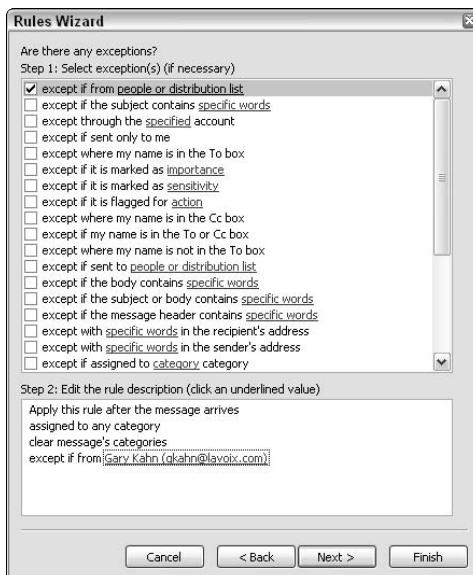 Rules Wizard
Are there any exceptions?
Step 1: Select exception(s) (if necessary)
except if from people or distribution list
except if the subject contains specific words
except through the specified account
except if sent only to me
except where my name is in the To box
except if it is marked as importance
except if it is marked as sensitivity
except if it is flagged for action
except where my name is in the Cc box
except if my name is in the To or Cc box
except where my name is not in the To box
except if sent to people or distribution list
except if the body contains specific words
except if the subject or body contains specific words
except if the message header contains specific words
except with specific words in the recipient's address
except with specific words in the sender's address
except if assigned to category category
Step 2: Edit the rule description (click an underlined value)
Apply this rule after the message arrives
assigned to any category
clear message's categories
except if from Gary Kahn (gkahn@lavoix.com)
Cancel < Back Next > Finish